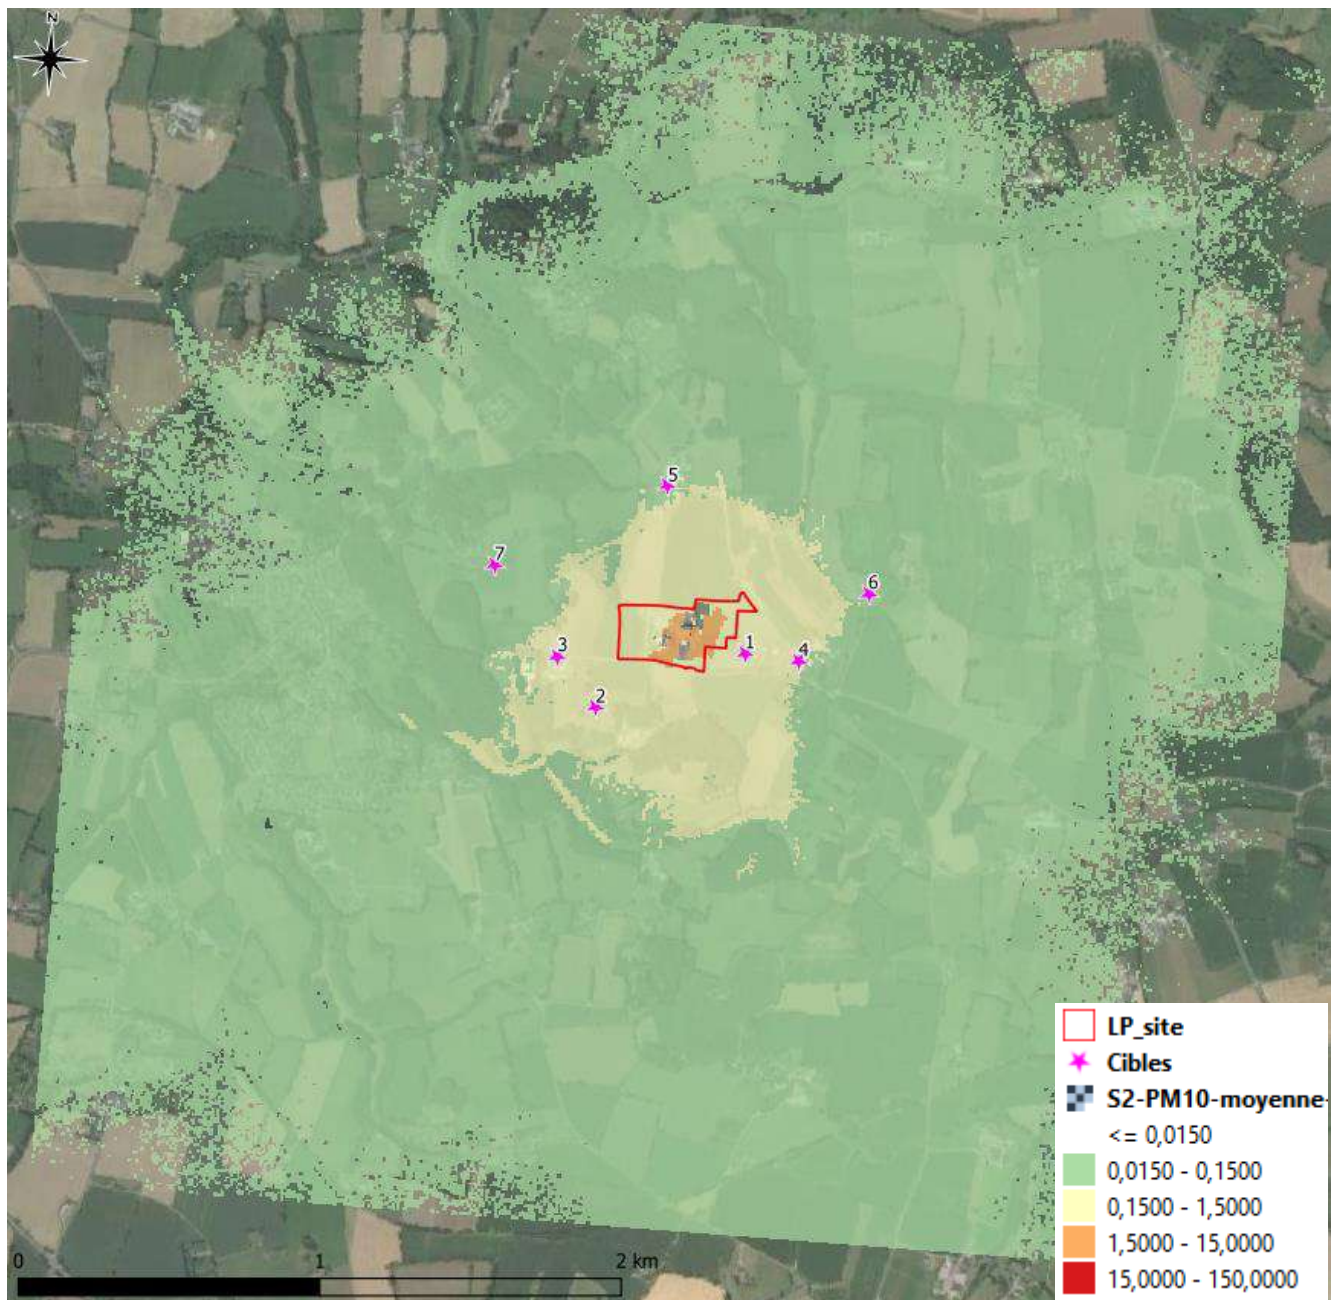 N
5
7
6
1
3
4
2
LP_site
Cibles
S2-PM10-moyenne-
<= 0,0150
0,0150 - 0,1500
0,1500 - 1,5000
1,5000 - 15,0000
15,0000 - 150,0000
0 1 2 km